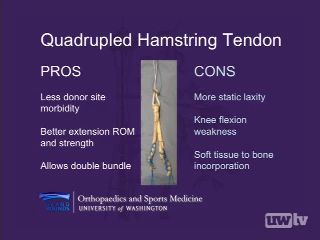 Quadrupled Hamstring Tendon
PROS
Less donor site
morbidity
Better extension ROM
and strength
Allows double bundle
CONS
More static laxity
Knee flexion
weakness
Soft tissue to bone
incorporation
Orthopaedics and Sports Medicine
UNIVERSITY of WASHINGTON
uwtv